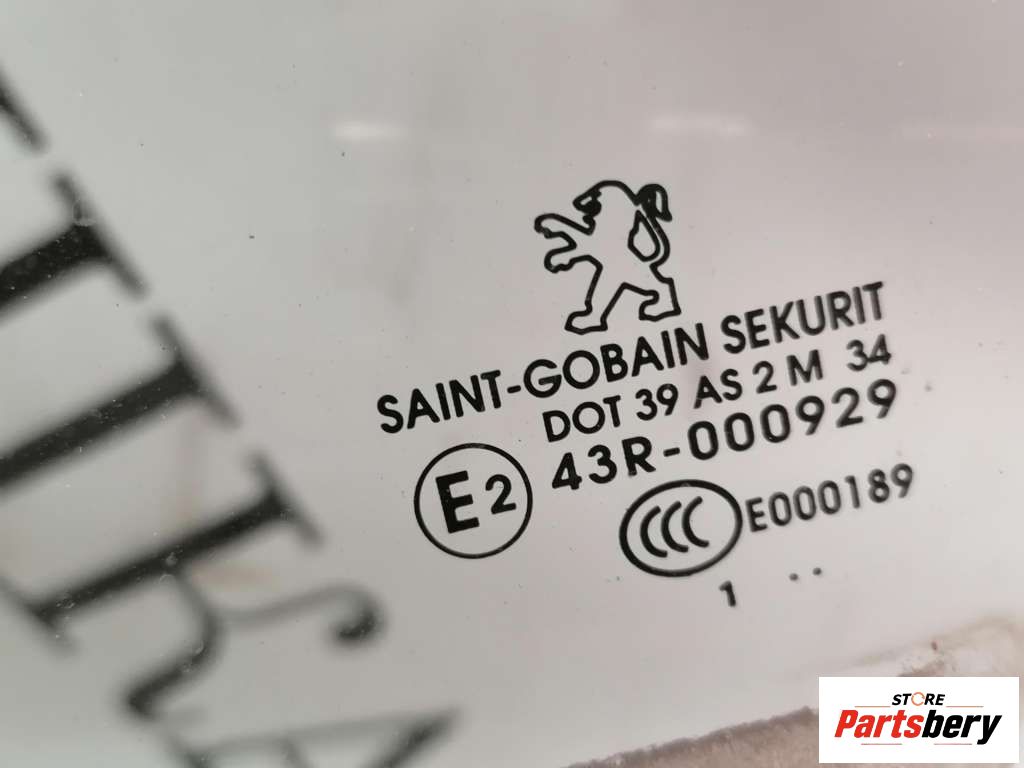 SAINT-GOBAIN SEKURIT
DOT 39 AS 2 M 34
E2 43R-000929
CCC E000189
1 ..
STORE
Partsbery